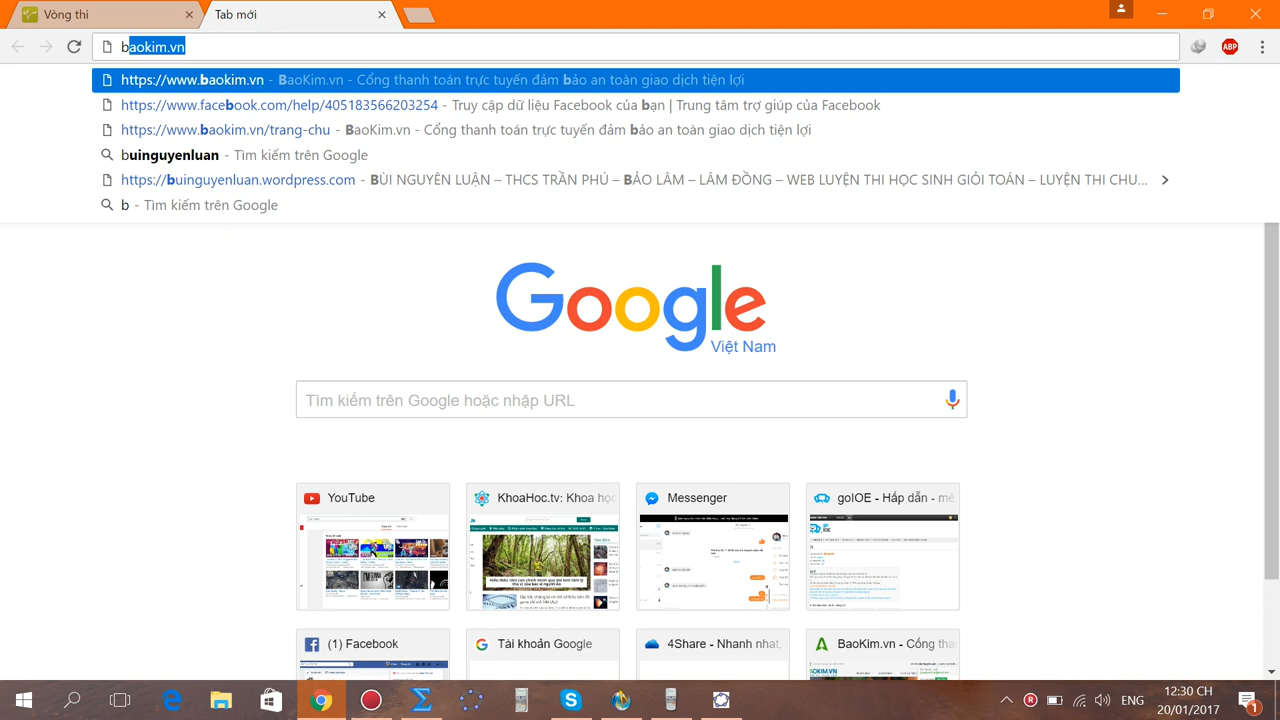 Vòng thi
Tab mới
baokim.vn
ABP
https://www.baokim.vn - BaoKim.vn - Cổng thanh toán trực tuyến đảm bảo an toàn giao dịch tiện lợi
https://www.facebook.com/help/405183566203254 - Truy cập dữ liệu Facebook của bạn | Trung tâm trợ giúp của Facebook
https://www.baokim.vn/trang-chu - BaoKim.vn - Cổng thanh toán trực tuyến đảm bảo an toàn giao dịch tiện lợi
buinguyenluan - Tìm kiếm trên Google
https://buinguyenluan.wordpress.com - BÙI NGUYÊN LUẬN – THCS TRẦN PHÚ – BẢO LÂM – LÂM ĐỒNG – WEB LUYỆN THI HỌC SINH GIỎI TOÁN – LUYỆN THI CHU...
b - Tìm kiếm trên Google
Google
Việt Nam
Tìm kiếm trên Google hoặc nhập URL
YouTube
KhoaHoc.tv: Khoa học
Messenger
goIOE - Hấp dẫn - mê
(1) Facebook
Tài khoản Google
4Share - Nhanh nhat,
BaoKim.vn - Cổng tha
ENG
12:30 CH
20/01/2017
1